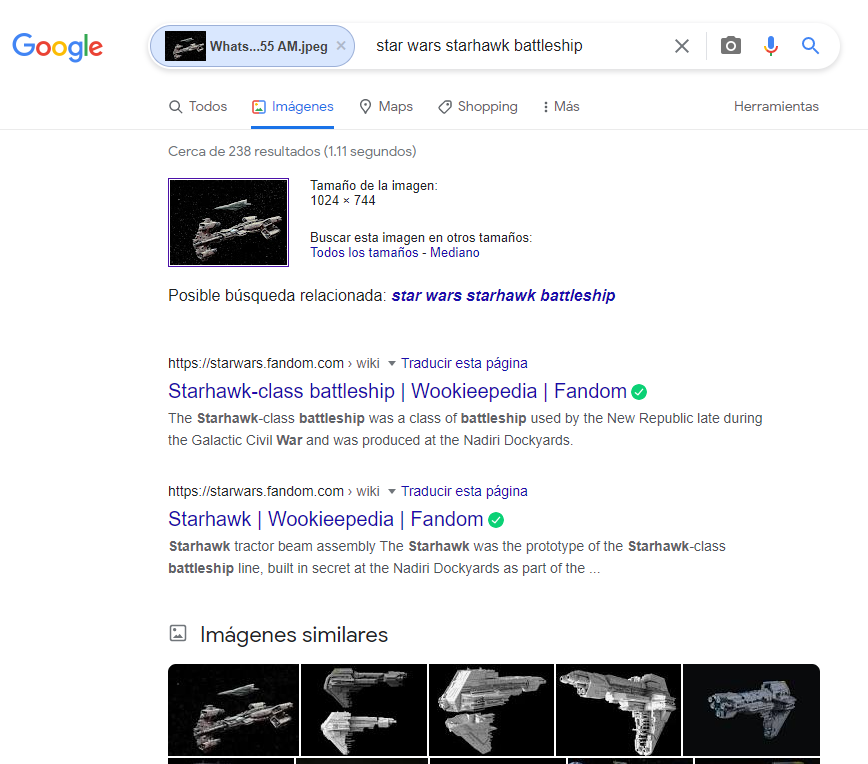 Google
Whats...55 AM.jpeg
star wars starhawk battleship
Todos
Imágenes
Maps
Shopping
Más
Herramientas
Cerca de 238 resultados (1.11 segundos)
Tamaño de la imagen:
1024 × 744
Buscar esta imagen en otros tamaños:
Todos los tamaños - Mediano
Posible búsqueda relacionada: star wars starhawk battleship
https://starwars.fandom.com › wiki Traducir esta página
Starhawk-class battleship | Wookieepedia | Fandom
The Starhawk-class battleship was a class of battleship used by the New Republic late during
the Galactic Civil War and was produced at the Nadiri Dockyards.
https://starwars.fandom.com › wiki Traducir esta página
Starhawk | Wookieepedia | Fandom
Starhawk tractor beam assembly The Starhawk was the prototype of the Starhawk-class
battleship line, built in secret at the Nadiri Dockyards as part of the ...
Imágenes similares